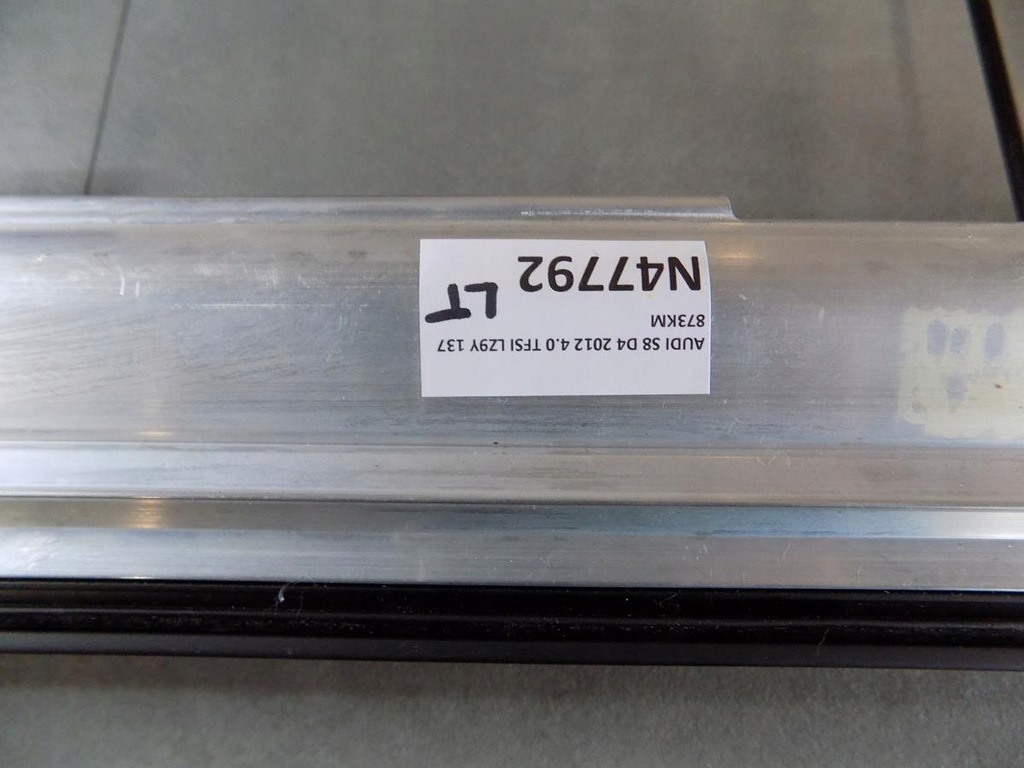 AUDI S8 D4 2012 4.0 TFSI LZ9Y 137
873KM
N47792
LT